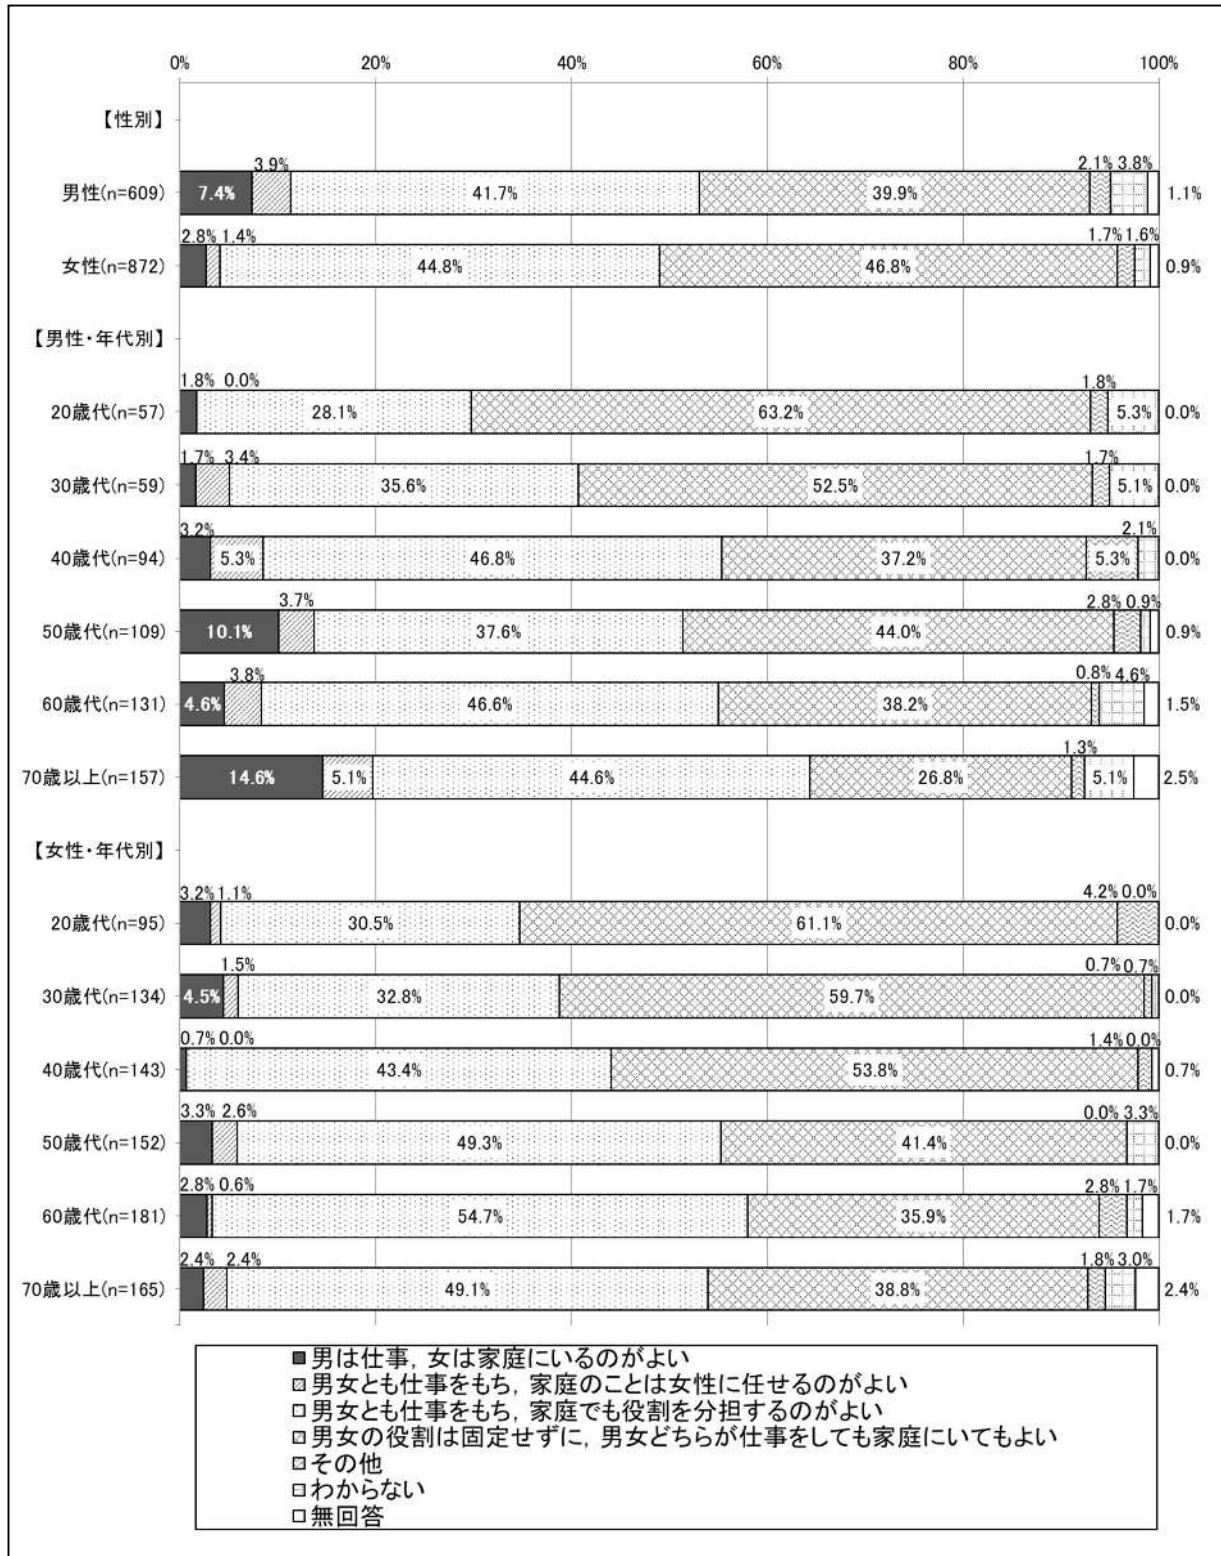 0% 20% 40% 60% 80% 100%
【性別】
3.9% 2.1% 3.8%
男性(n=609) 7.4% 41.7% 39.9% 1.1%
2.8% 1.4% 1.7% 1.6%
女性(n=872) 44.8% 46.8% 0.9%
【男性・年代別】
1.8% 0.0% 1.8%
20歳代(n=57) 28.1% 63.2% 5.3% 0.0%
1.7% 3.4% 1.7%
30歳代(n=59) 35.6% 52.5% 5.1% 0.0%
3.2% 2.1%
40歳代(n=94) 5.3% 46.8% 37.2% 5.3% 0.0%
3.7% 2.8% 0.9%
50歳代(n=109) 10.1% 37.6% 44.0% 0.9%
3.8% 0.8% 4.6%
60歳代(n=131) 4.6% 46.6% 38.2% 1.5%
1.3%
70歳以上(n=157) 14.6% 5.1% 44.6% 26.8% 5.1% 2.5%
【女性・年代別】
3.2% 1.1% 4.2% 0.0%
20歳代(n=95) 30.5% 61.1% 0.0%
1.5% 0.7% 0.7%
30歳代(n=134) 4.5% 32.8% 59.7% 0.0%
0.7% 0.0% 1.4% 0.0%
40歳代(n=143) 43.4% 53.8% 0.7%
3.3% 2.6% 0.0% 3.3%
50歳代(n=152) 49.3% 41.4% 0.0%
2.8% 0.6% 2.8% 1.7%
60歳代(n=181) 54.7% 35.9% 1.7%
2.4% 2.4% 1.8% 3.0%
70歳以上(n=165) 49.1% 38.8% 2.4%
男は仕事，女は家庭にいるのがよい
男女とも仕事をもち，家庭のことは女性に任せるのがよい
男女とも仕事をもち，家庭でも役割を分担するのがよい
男女の役割は固定せずに，男女どちらが仕事をしても家庭にいてもよい
その他
わからない
無回答